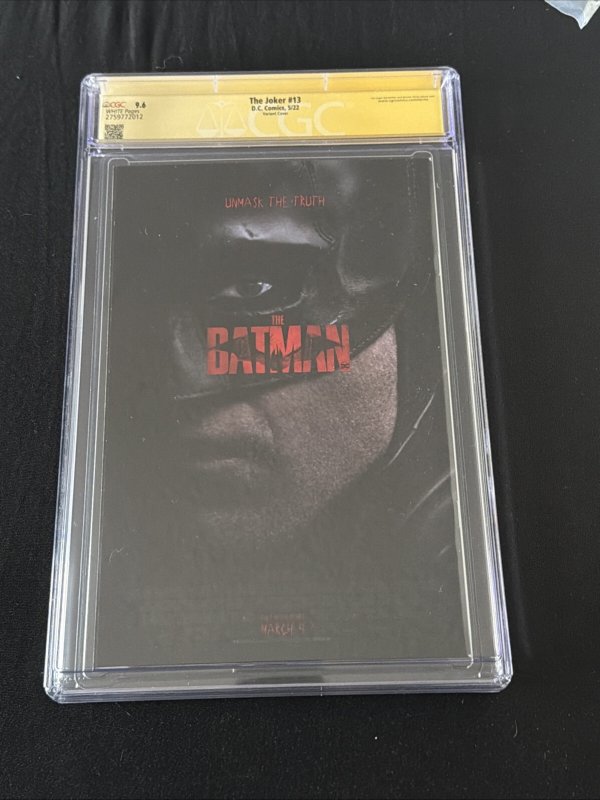 CGC 9.6
WHITE Pages
2759772012
The Joker #13
D.C. Comics, 5/22
Variant Cover
CGC
UNMASK THE TRUTH
THE
BATMAN
DC
MARCH 4